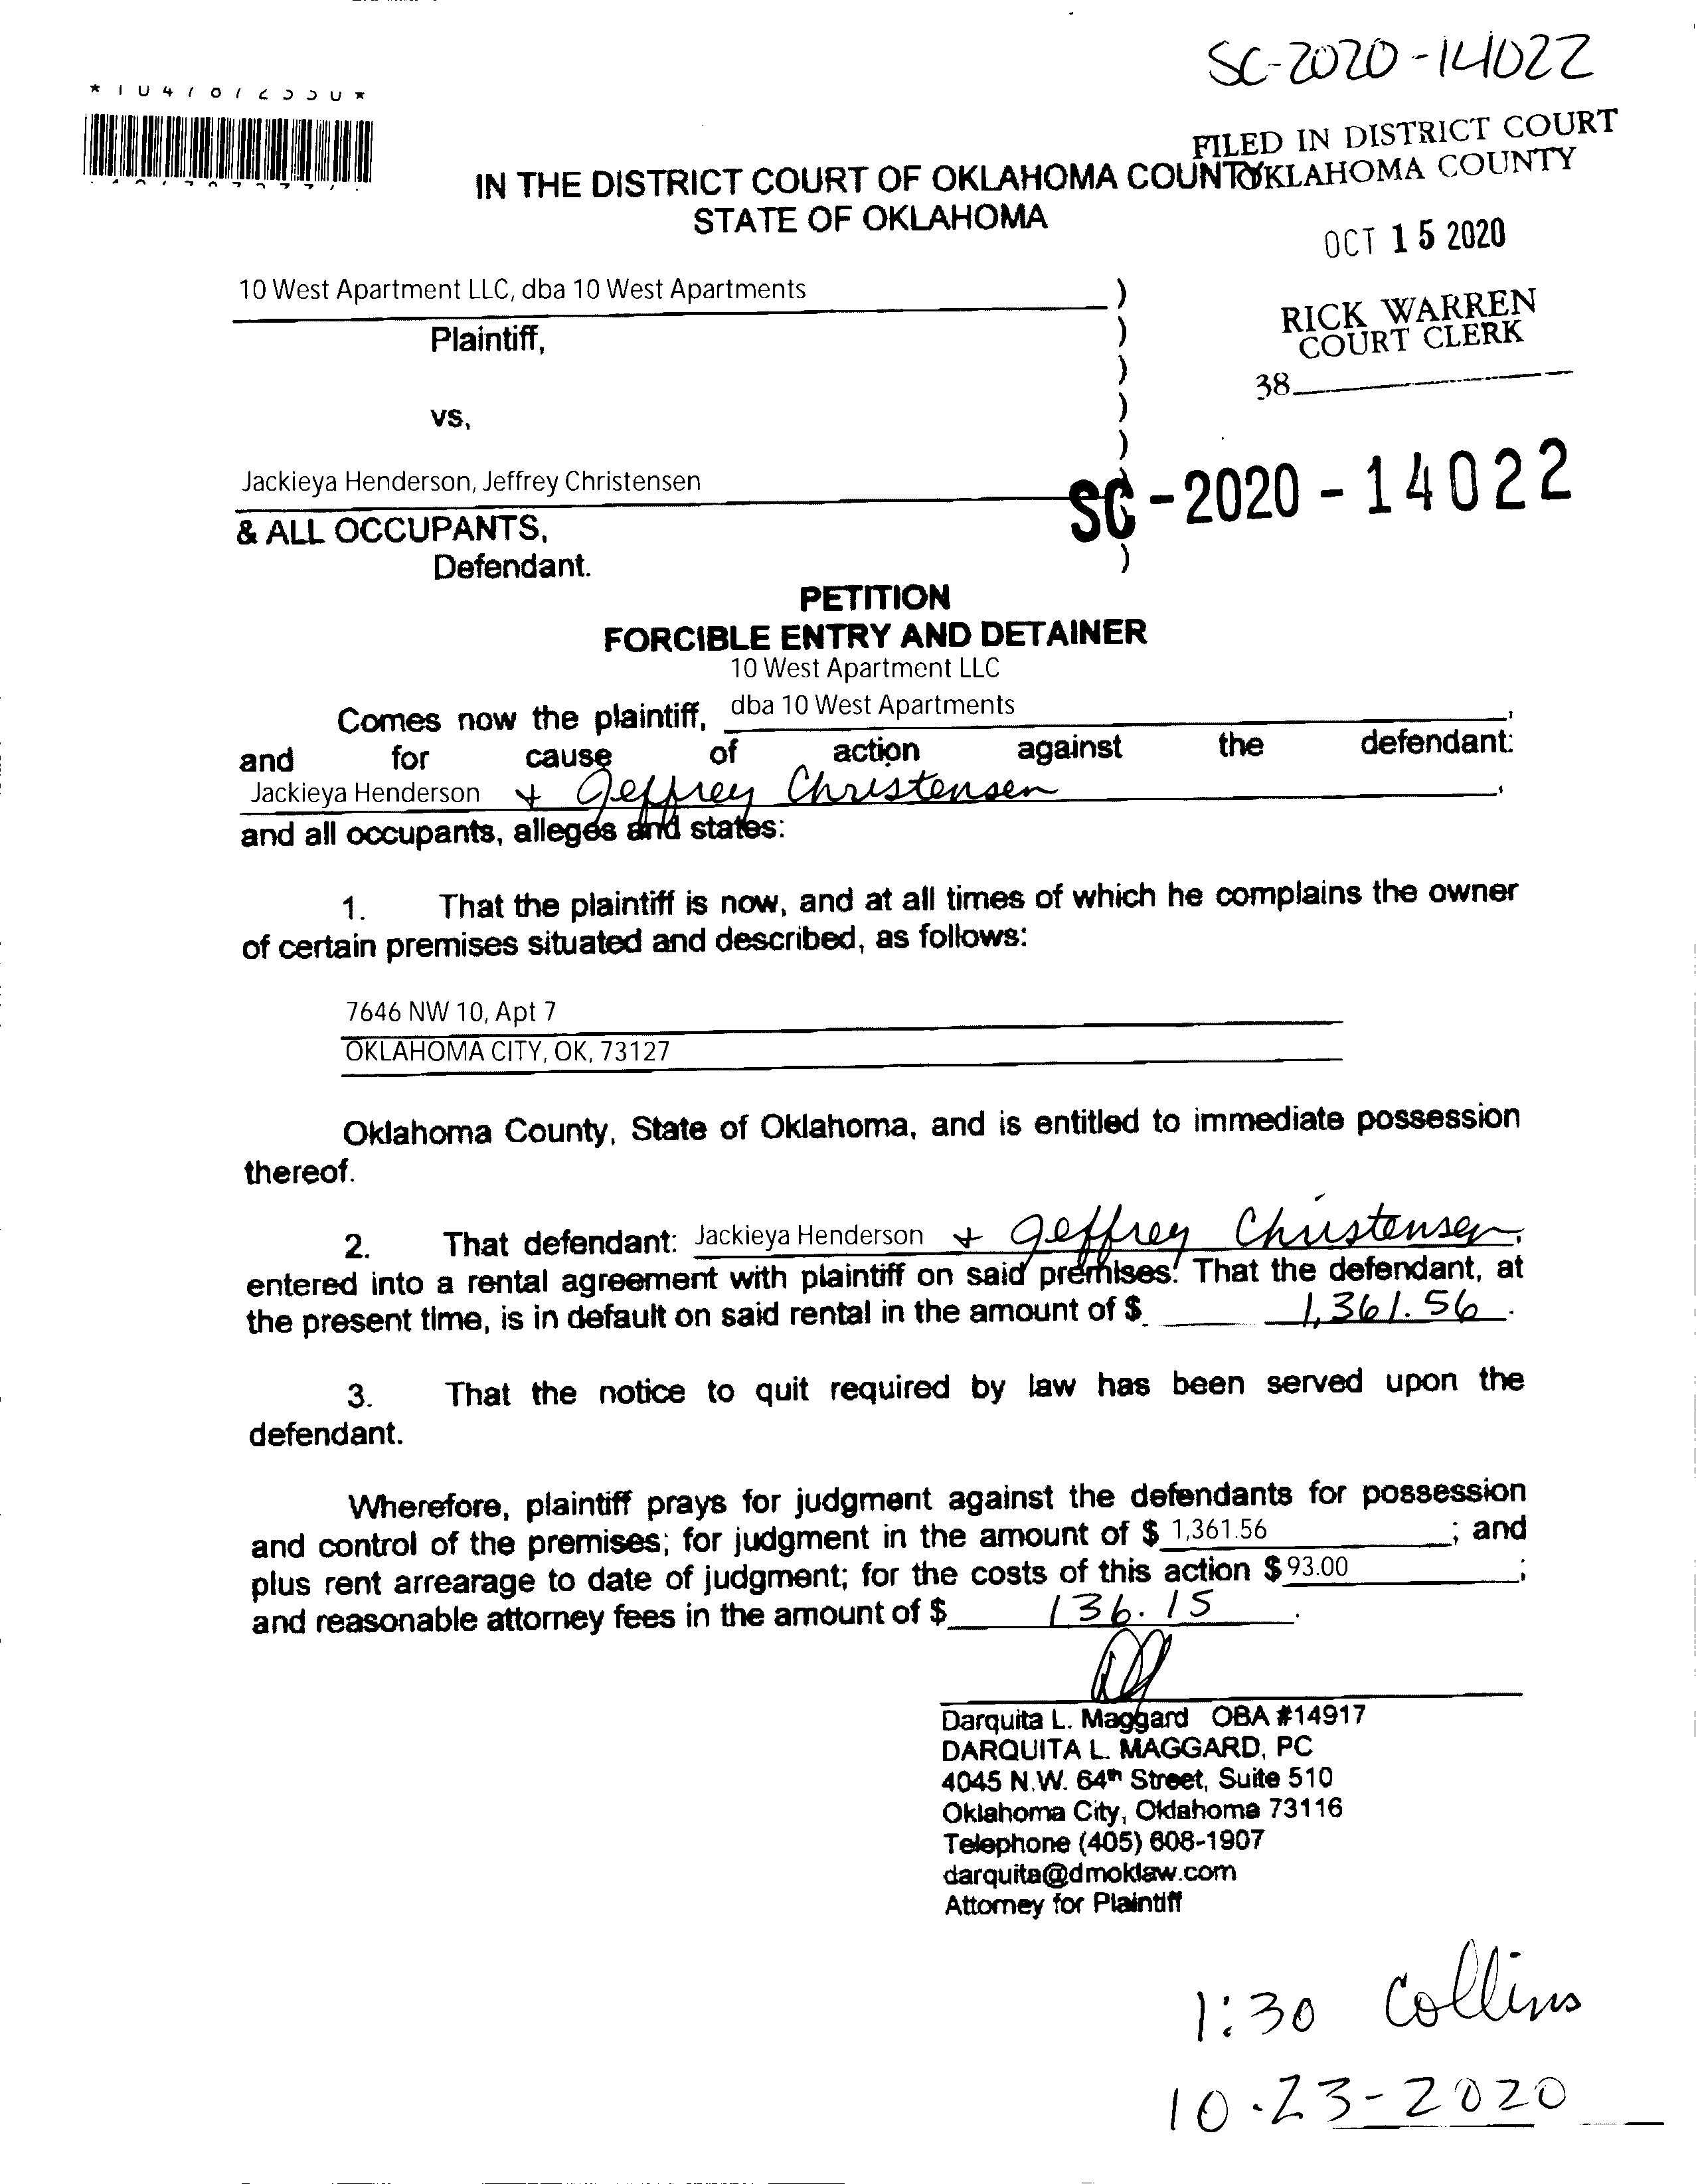 SC-2020-14022
FILED IN DISTRICT COURT
OKLAHOMA COUNTY
IN THE DISTRICT COURT OF OKLAHOMA COUNTY
STATE OF OKLAHOMA
OCT 15 2020
10 West Apartment LLC, dba 10 West Apartments )
Plaintiff, )
RICK WARREN
COURT CLERK
)
38
vs, )
)
Jackieya Henderson, Jeffrey Christensen
SC-2020-14022
& ALL OCCUPANTS,
Defendant. )
PETITION
FORCIBLE ENTRY AND DETAINER
10 West Apartment LLC
Comes now the plaintiff, dba 10 West Apartments,
and for cause of action against the defendant:
Jackieya Henderson + Jeffrey Christensen,
and all occupants, alleges and states:
1. That the plaintiff is now, and at all times of which he complains the owner
of certain premises situated and described, as follows:
7646 NW 10, Apt 7
OKLAHOMA CITY, OK, 73127
Oklahoma County, State of Oklahoma, and is entitled to immediate possession
thereof.
2. That defendant: Jackieya Henderson + Jeffrey Christensen,
entered into a rental agreement with plaintiff on said premises. That the defendant, at
the present time, is in default on said rental in the amount of $ 1,361.56.
3. That the notice to quit required by law has been served upon the
defendant.
Wherefore, plaintiff prays for judgment against the defendants for possession
and control of the premises; for judgment in the amount of $ 1,361.56; and
plus rent arrearage to date of judgment; for the costs of this action $ 93.00;
and reasonable attorney fees in the amount of $ 136.15.
Darquita L. Maggard OBA #14917
DARQUITA L. MAGGARD, PC
4045 N.W. 64th Street, Suite 510
Oklahoma City, Oklahoma 73116
Telephone (405) 608-1907
darquita@dmoklaw.com
Attorney for Plaintiff
1:30 Collins
10-23-2020